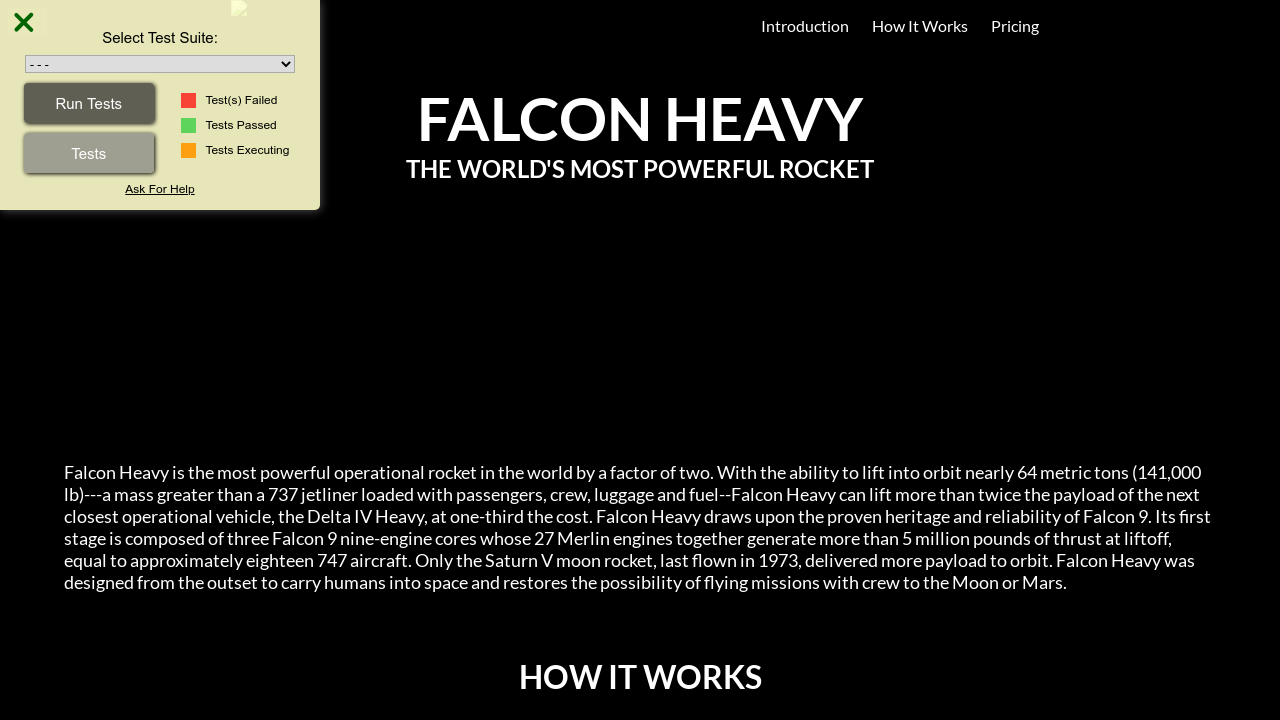 Select Test Suite:
- - -
Run Tests
Tests
Test(s) Failed
Tests Passed
Tests Executing
Ask For Help
Introduction
How It Works
Pricing
FALCON HEAVY
THE WORLD'S MOST POWERFUL ROCKET
Falcon Heavy is the most powerful operational rocket in the world by a factor of two. With the ability to lift into orbit nearly 64 metric tons (141,000
lb)---a mass greater than a 737 jetliner loaded with passengers, crew, luggage and fuel--Falcon Heavy can lift more than twice the payload of the next
closest operational vehicle, the Delta IV Heavy, at one-third the cost. Falcon Heavy draws upon the proven heritage and reliability of Falcon 9. Its first
stage is composed of three Falcon 9 nine-engine cores whose 27 Merlin engines together generate more than 5 million pounds of thrust at liftoff,
equal to approximately eighteen 747 aircraft. Only the Saturn V moon rocket, last flown in 1973, delivered more payload to orbit. Falcon Heavy was
designed from the outset to carry humans into space and restores the possibility of flying missions with crew to the Moon or Mars.
HOW IT WORKS